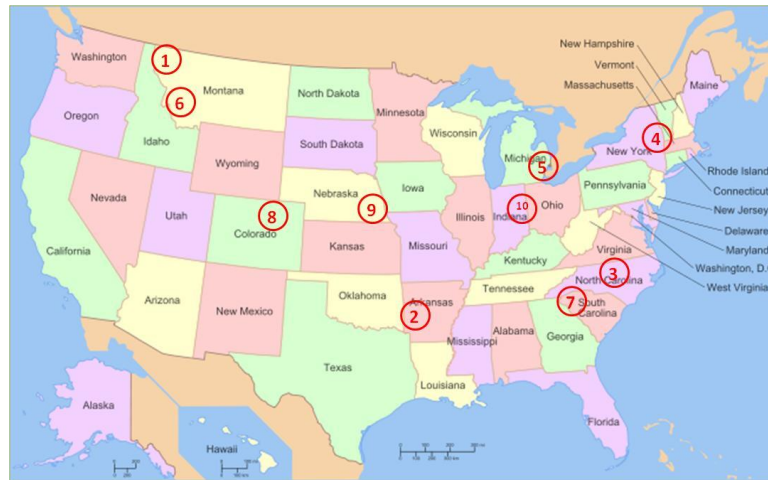 New Hampshire
Vermont
Massachusetts
Washington
1
Montana
6
North Dakota
Minnesota
Maine
Oregon
Idaho
Wisconsin
4
New York
South Dakota
Michigan
5
Wyoming
Rhode Island
Connecticut
Pennsylvania
Iowa
Nebraska
9
Nevada
Utah
8
Colorado
Illinois
10
Indiana
Ohio
New Jersey
Delaware
Maryland
Washington, D.
West Virginia
California
Kansas
Missouri
Kentucky
Virginia
3
North Carolina
Tennessee
Arizona
New Mexico
Oklahoma
Arkansas
2
7
South
Carolina
Mississippi
Alabama
Georgia
Texas
Louisiana
Florida
Alaska
Hawaii